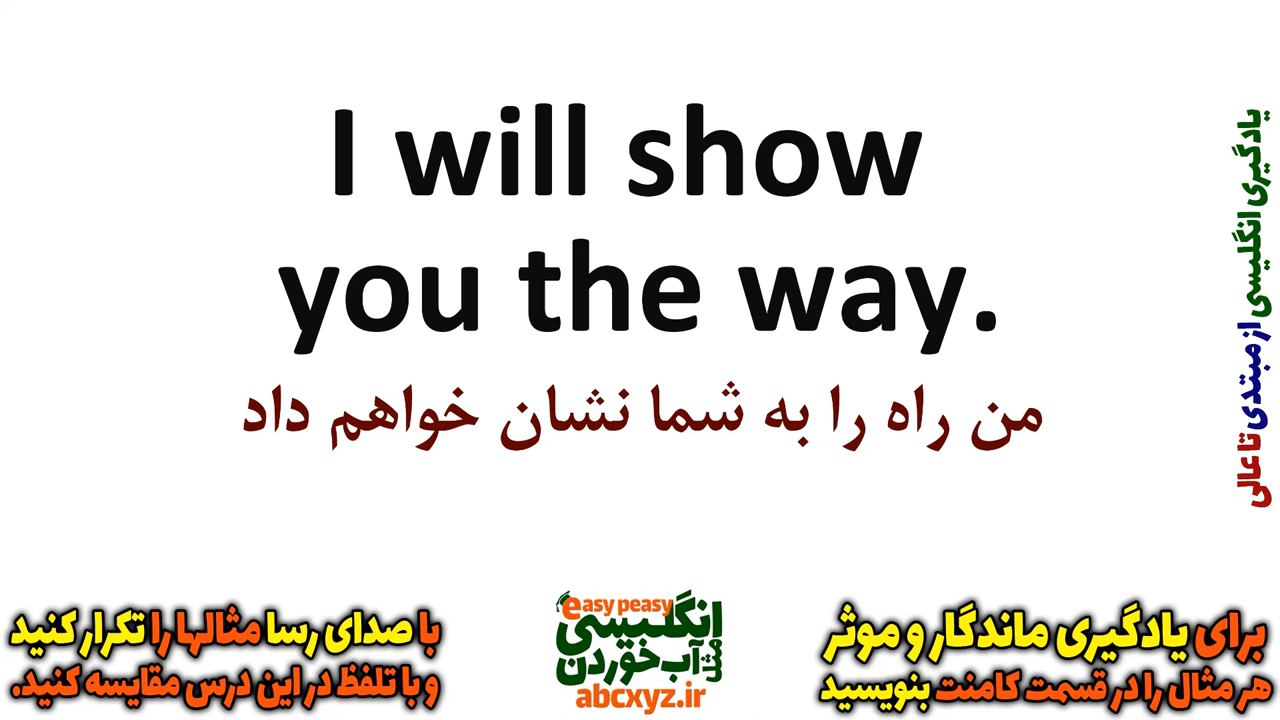 I will show
you the way.
من راه را به شما نشان خواهم داد
یادگیری انگلیسی از مبتدی تا عالی
با صدای رسا مثالها را تکرار کنید
و با تلفظ در این درس مقایسه کنید.
easy peasy
انگلیسی
مثل آب خوردن
abcxyz.ir
برای یادگیری ماندگار و موثر
هر مثال را در قسمت کامنت بنویسید